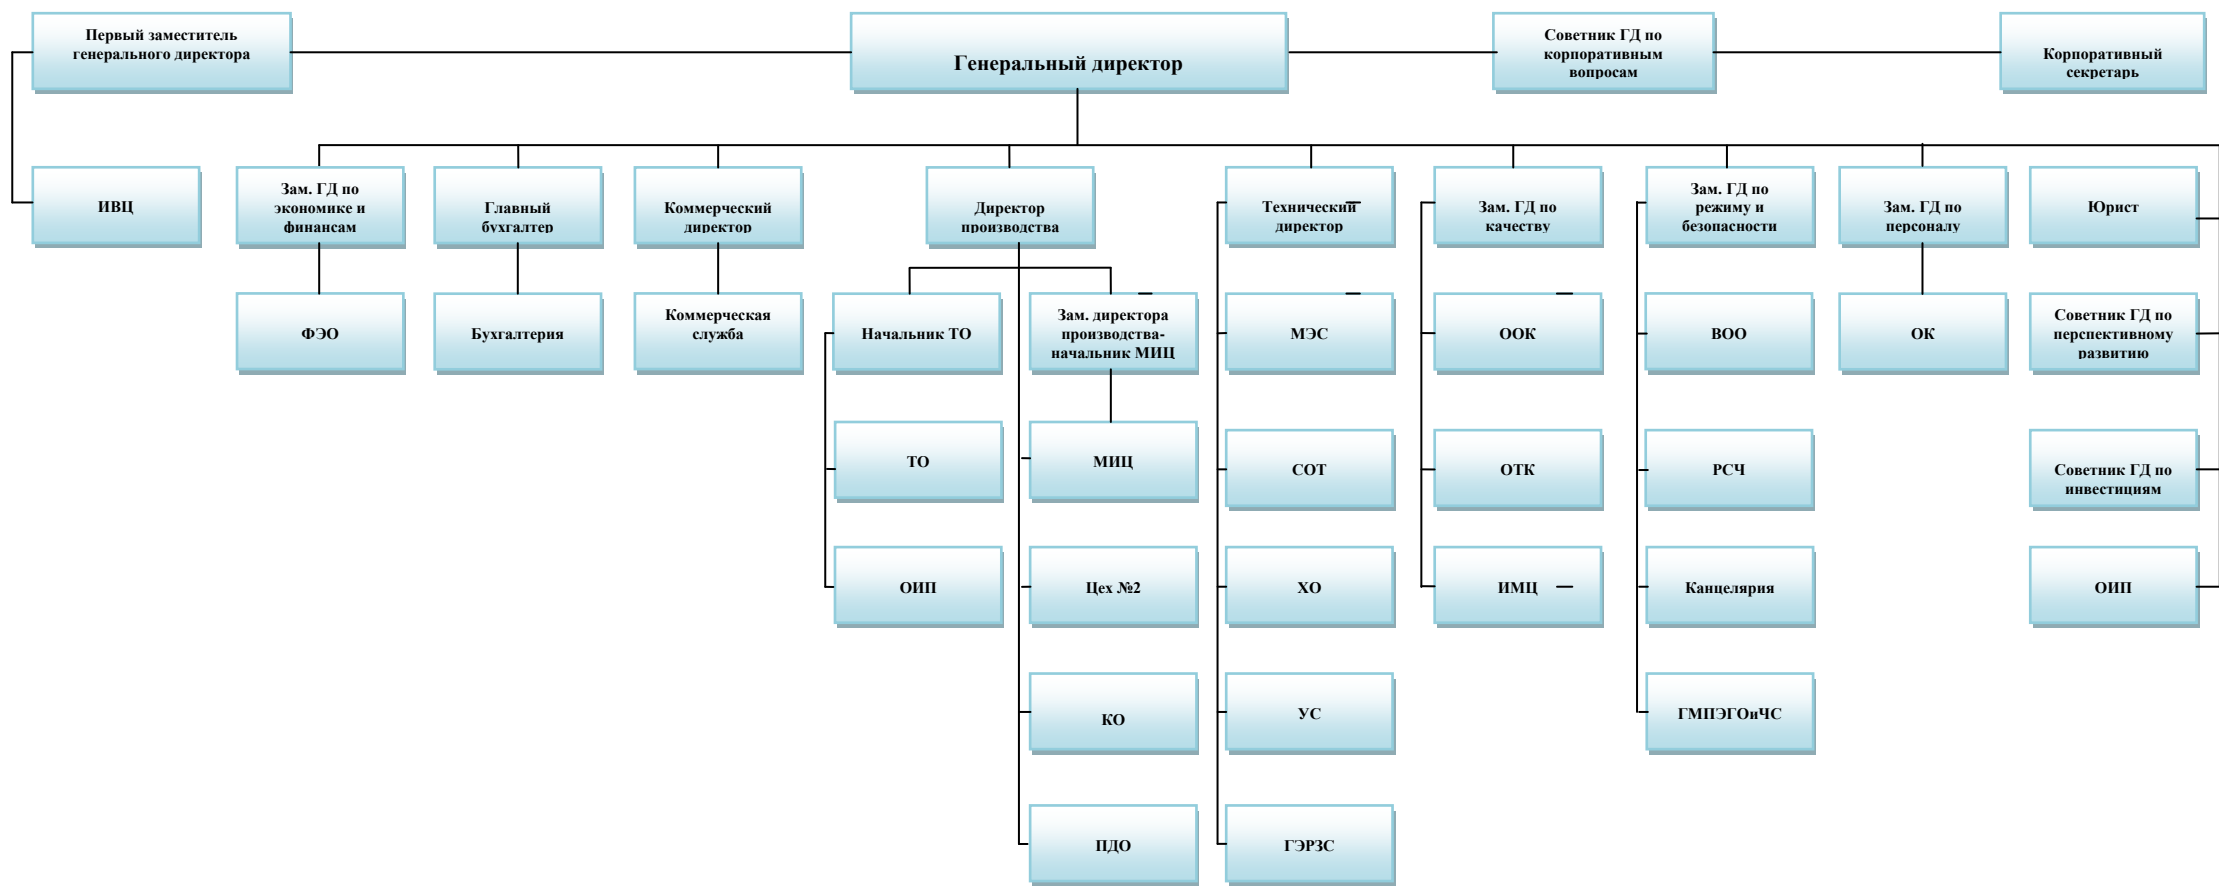 Первый заместитель
генерального директора
Генеральный директор
Советник ГД по
корпоративным
вопросам
Корпоративный
секретарь
ИВЦ
Зам. ГД по
экономике и
финансам
Главный
бухгалтер
Коммерческий
директор
Директор
производства
Технический
директор
Зам. ГД по
качеству
Зам. ГД по
режиму и
безопасности
Зам. ГД по
персоналу
Юрист
ФЭО
Бухгалтерия
Коммерческая
служба
Начальник ТО
Зам. директора
производства-
начальник МИЦ
МЭС
ООК
ВОО
ОК
Советник ГД по
перспективному
развитию
ТО
МИЦ
СОТ
ОТК
РСЧ
Советник ГД по
инвестициям
ОИП
Цех №2
ХО
ИМЦ
Канцелярия
ОИП
КО
УС
ГМПЭГОиЧС
ПДО
ГЭРЗС